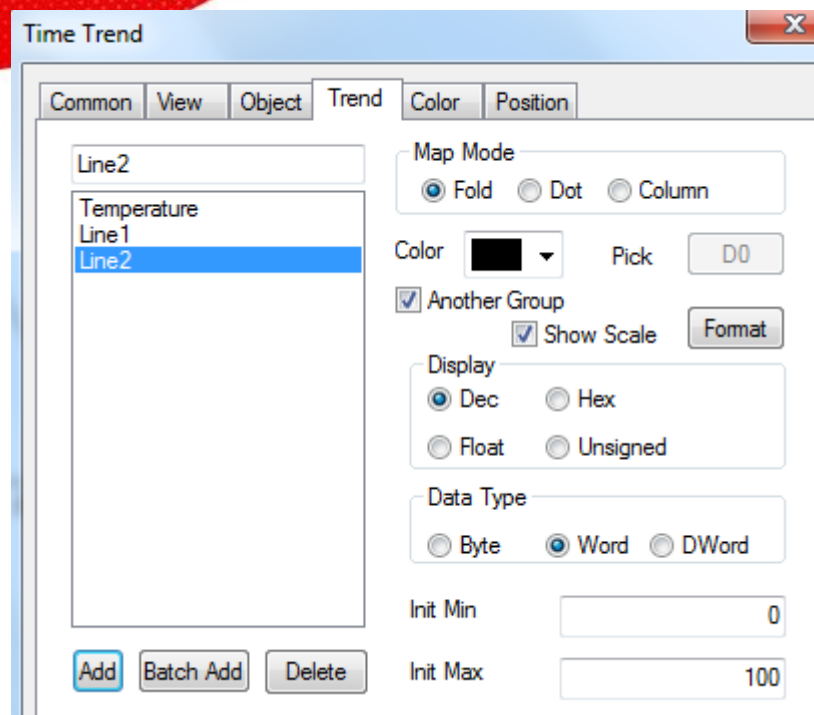 Time Trend
Common View Object Trend Color Position
Line2
Temperature
Line1
Line2
Add Batch Add Delete
Map Mode
Fold Dot Column
Color Pick D0
Another Group
Show Scale Format
Display
Dec Hex
Float Unsigned
Data Type
Byte Word DWord
Init Min 0
Init Max 100